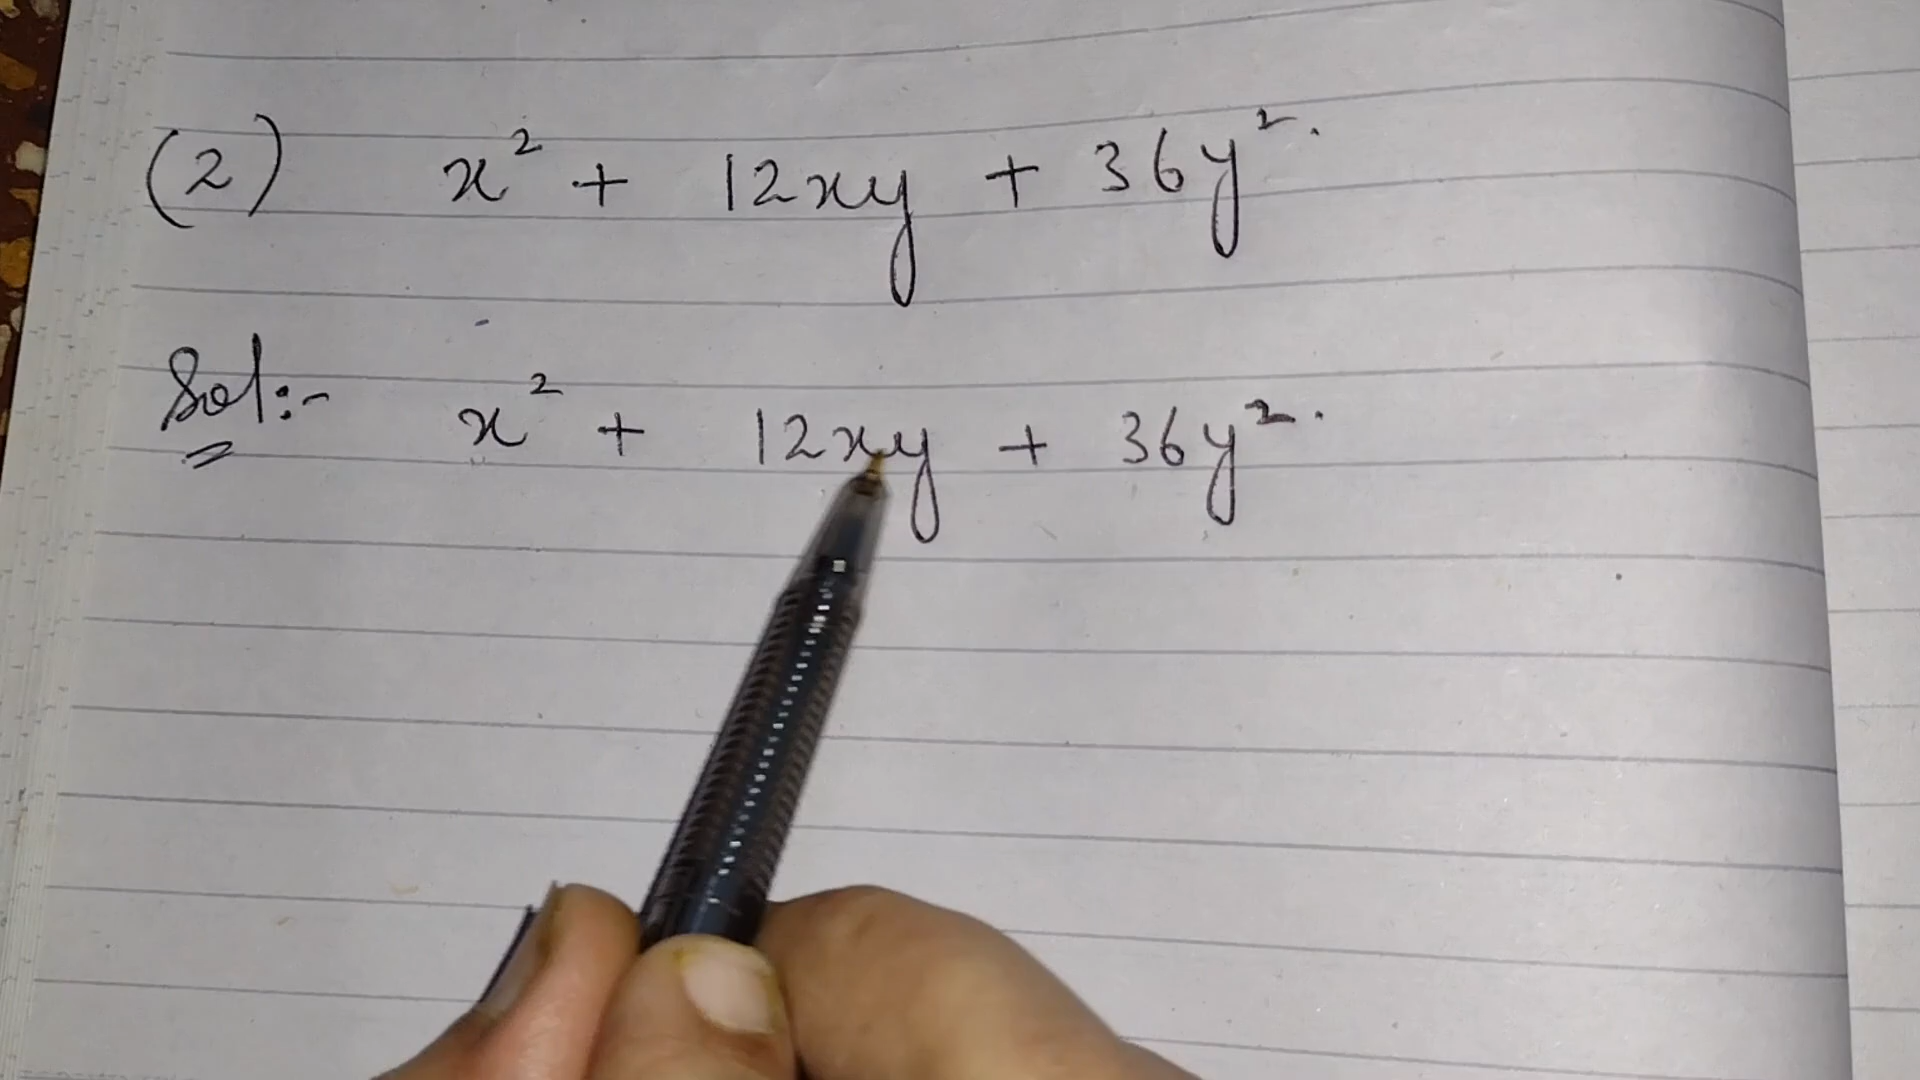 (2) x² + 12xy + 36y².
Sol:- x² + 12xy + 36y².